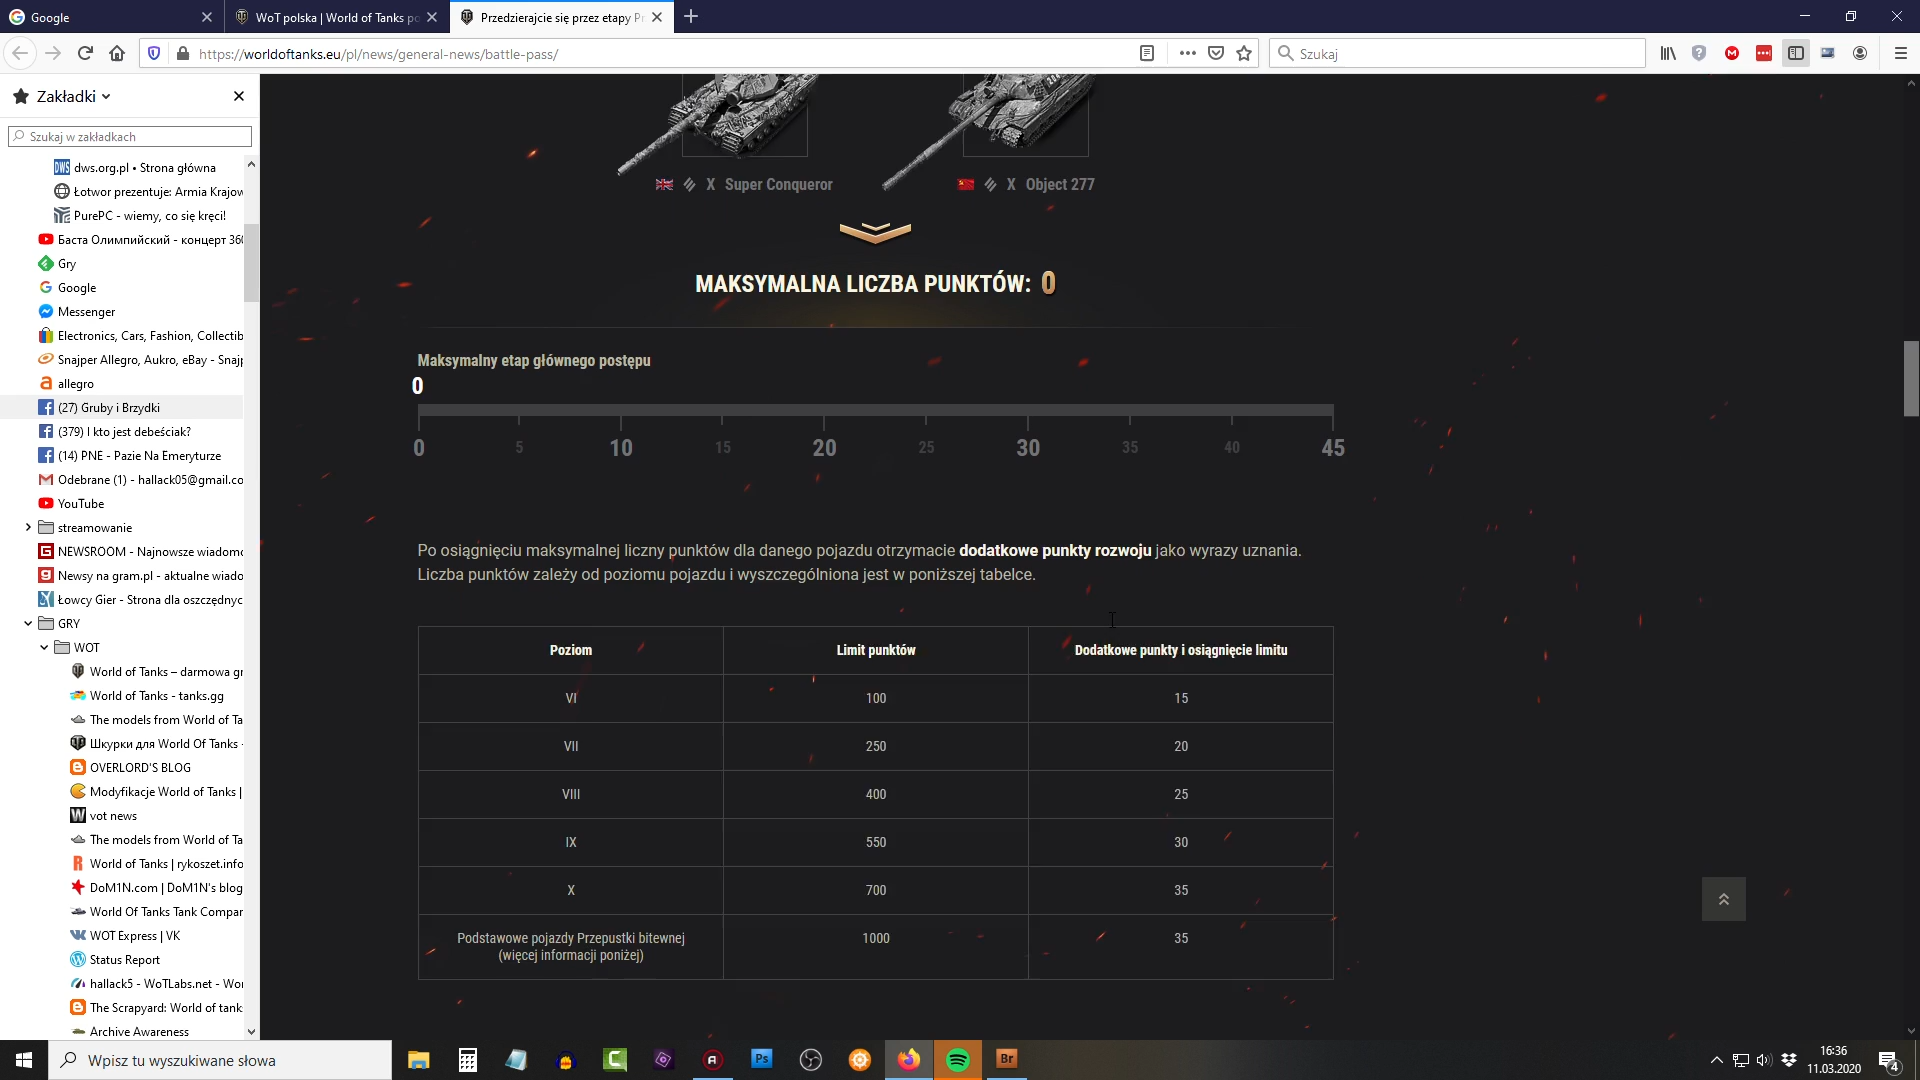 Google
WoT polska | World of Tanks po
Przedzierajcie się przez etapy Pr
https://worldoftanks.eu/pl/news/general-news/battle-pass/
Szukaj
Zakładki
Szukaj w zakładkach
dws.org.pl • Strona główna
Łotwor prezentuje: Armia Krajow
PurePC - wiemy, co się kręci!
Баста Олимпийский - концерт 360
Gry
Google
Messenger
Electronics, Cars, Fashion, Collectib
Snajper Allegro, Aukro, eBay - Snajp
allegro
(27) Gruby i Brzydki
(379) I kto jest debeściak?
(14) PNE - Pazie Na Emeryturze
Odebrane (1) - hallack05@gmail.co
YouTube
streamowanie
NEWSROOM - Najnowsze wiadomo
Newsy na gram.pl - aktualne wiado
Łowcy Gier - Strona dla oszczędnyc
GRY
WOT
World of Tanks – darmowa gr
World of Tanks - tanks.gg
The models from World of Ta
Шкурки для World Of Tanks -
OVERLORD'S BLOG
Modyfikacje World of Tanks |
vot news
The models from World of Ta
World of Tanks | rykoszet.info
DoM1N.com | DoM1N's blog
World Of Tanks Tank Compar
WOT Express | VK
Status Report
hallack5 - WoTLabs.net - Wor
The Scrapyard: World of tank
Archive Awareness
X Super Conqueror
X Object 277
MAKSYMALNA LICZBA PUNKTÓW: 0
Maksymalny etap głównego postępu
0
0 5 10 15 20 25 30 35 40 45
Po osiągnięciu maksymalnej liczny punktów dla danego pojazdu otrzymacie dodatkowe punkty rozwoju jako wyrazy uznania.
Liczba punktów zależy od poziomu pojazdu i wyszczególniona jest w poniższej tabelce.
Poziom Limit punktów Dodatkowe punkty i osiągnięcie limitu
VI 100 15
VII 250 20
VIII 400 25
IX 550 30
X 700 35
Podstawowe pojazdy Przepustki bitewnej 1000 35
(więcej informacji poniżej)
Wpisz tu wyszukiwane słowa
Ps
Br
16:36
11.03.2020
4